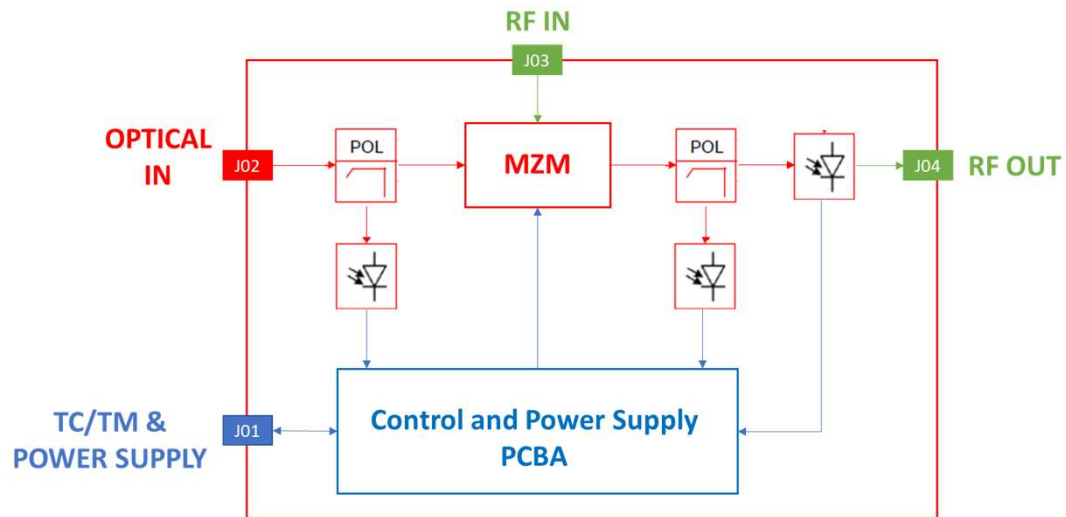 RF IN
J03
OPTICAL
IN
J02
POL
MZM
POL
J04
RF OUT
TC/TM &
POWER SUPPLY
J01
Control and Power Supply
PCBA